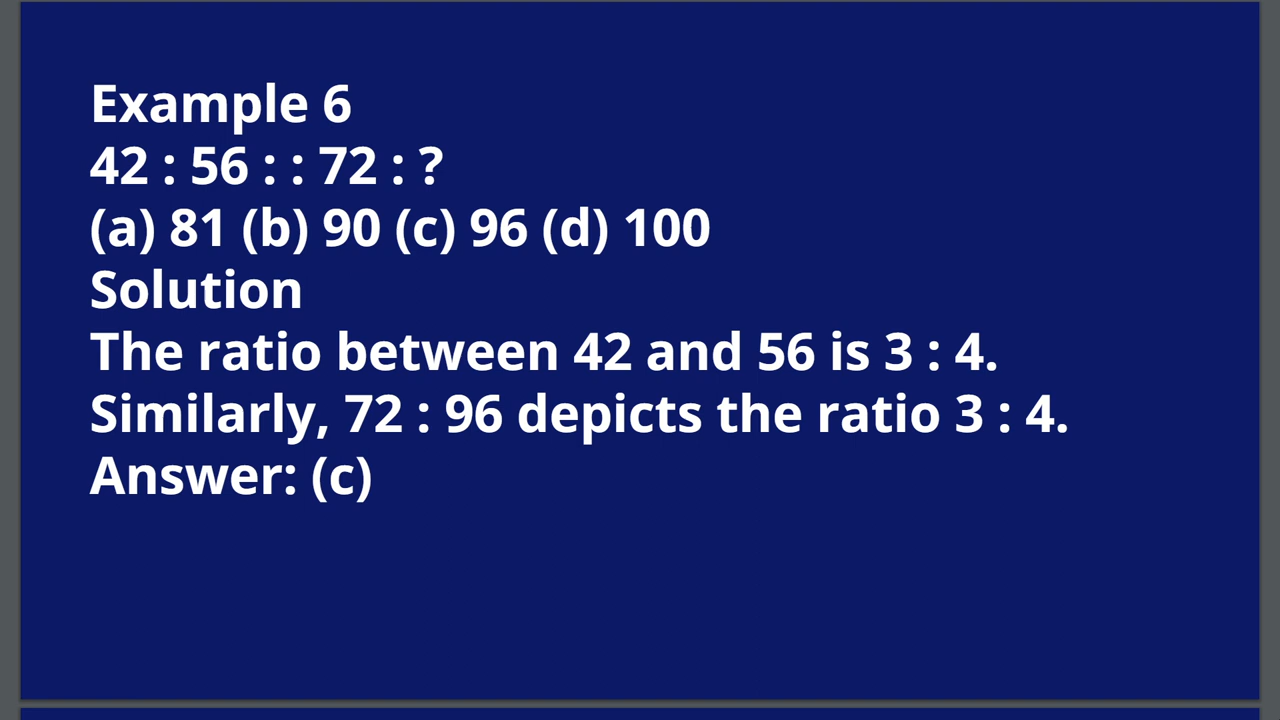 Example 6
42 : 56 : : 72 : ?
(a) 81 (b) 90 (c) 96 (d) 100
Solution
The ratio between 42 and 56 is 3 : 4.
Similarly, 72 : 96 depicts the ratio 3 : 4.
Answer: (c)